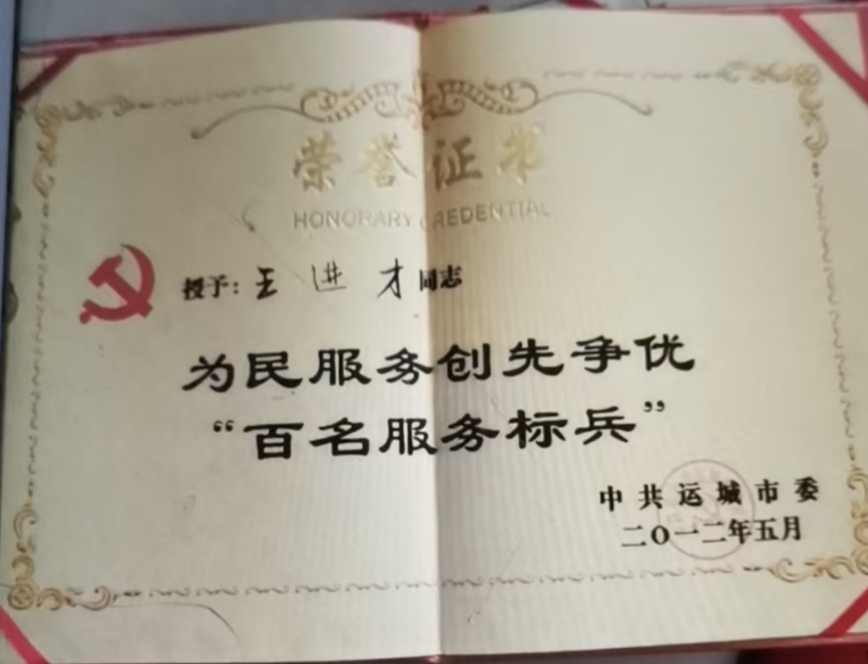 荣誉证书
HONORARY CREDENTIAL
授予：王进才同志
为民服务创先争优
“百名服务标兵”
中共运城市委
二〇一二年五月